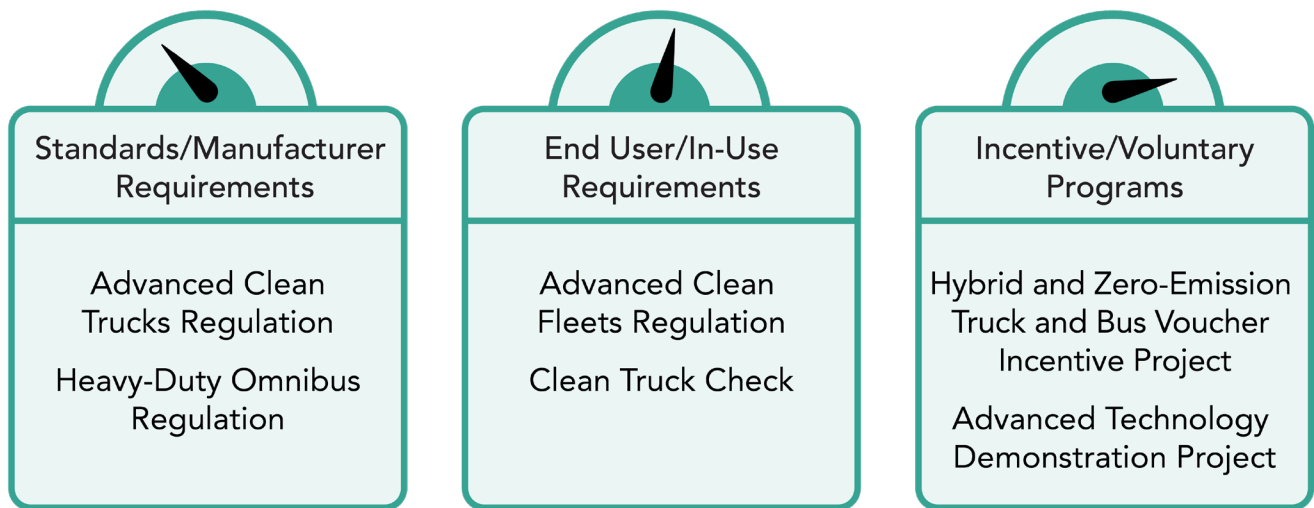 Standards/Manufacturer
Requirements
Advanced Clean
Trucks Regulation
Heavy-Duty Omnibus
Regulation
End User/In-Use
Requirements
Advanced Clean
Fleets Regulation
Clean Truck Check
Incentive/Voluntary
Programs
Hybrid and Zero-Emission
Truck and Bus Voucher
Incentive Project
Advanced Technology
Demonstration Project